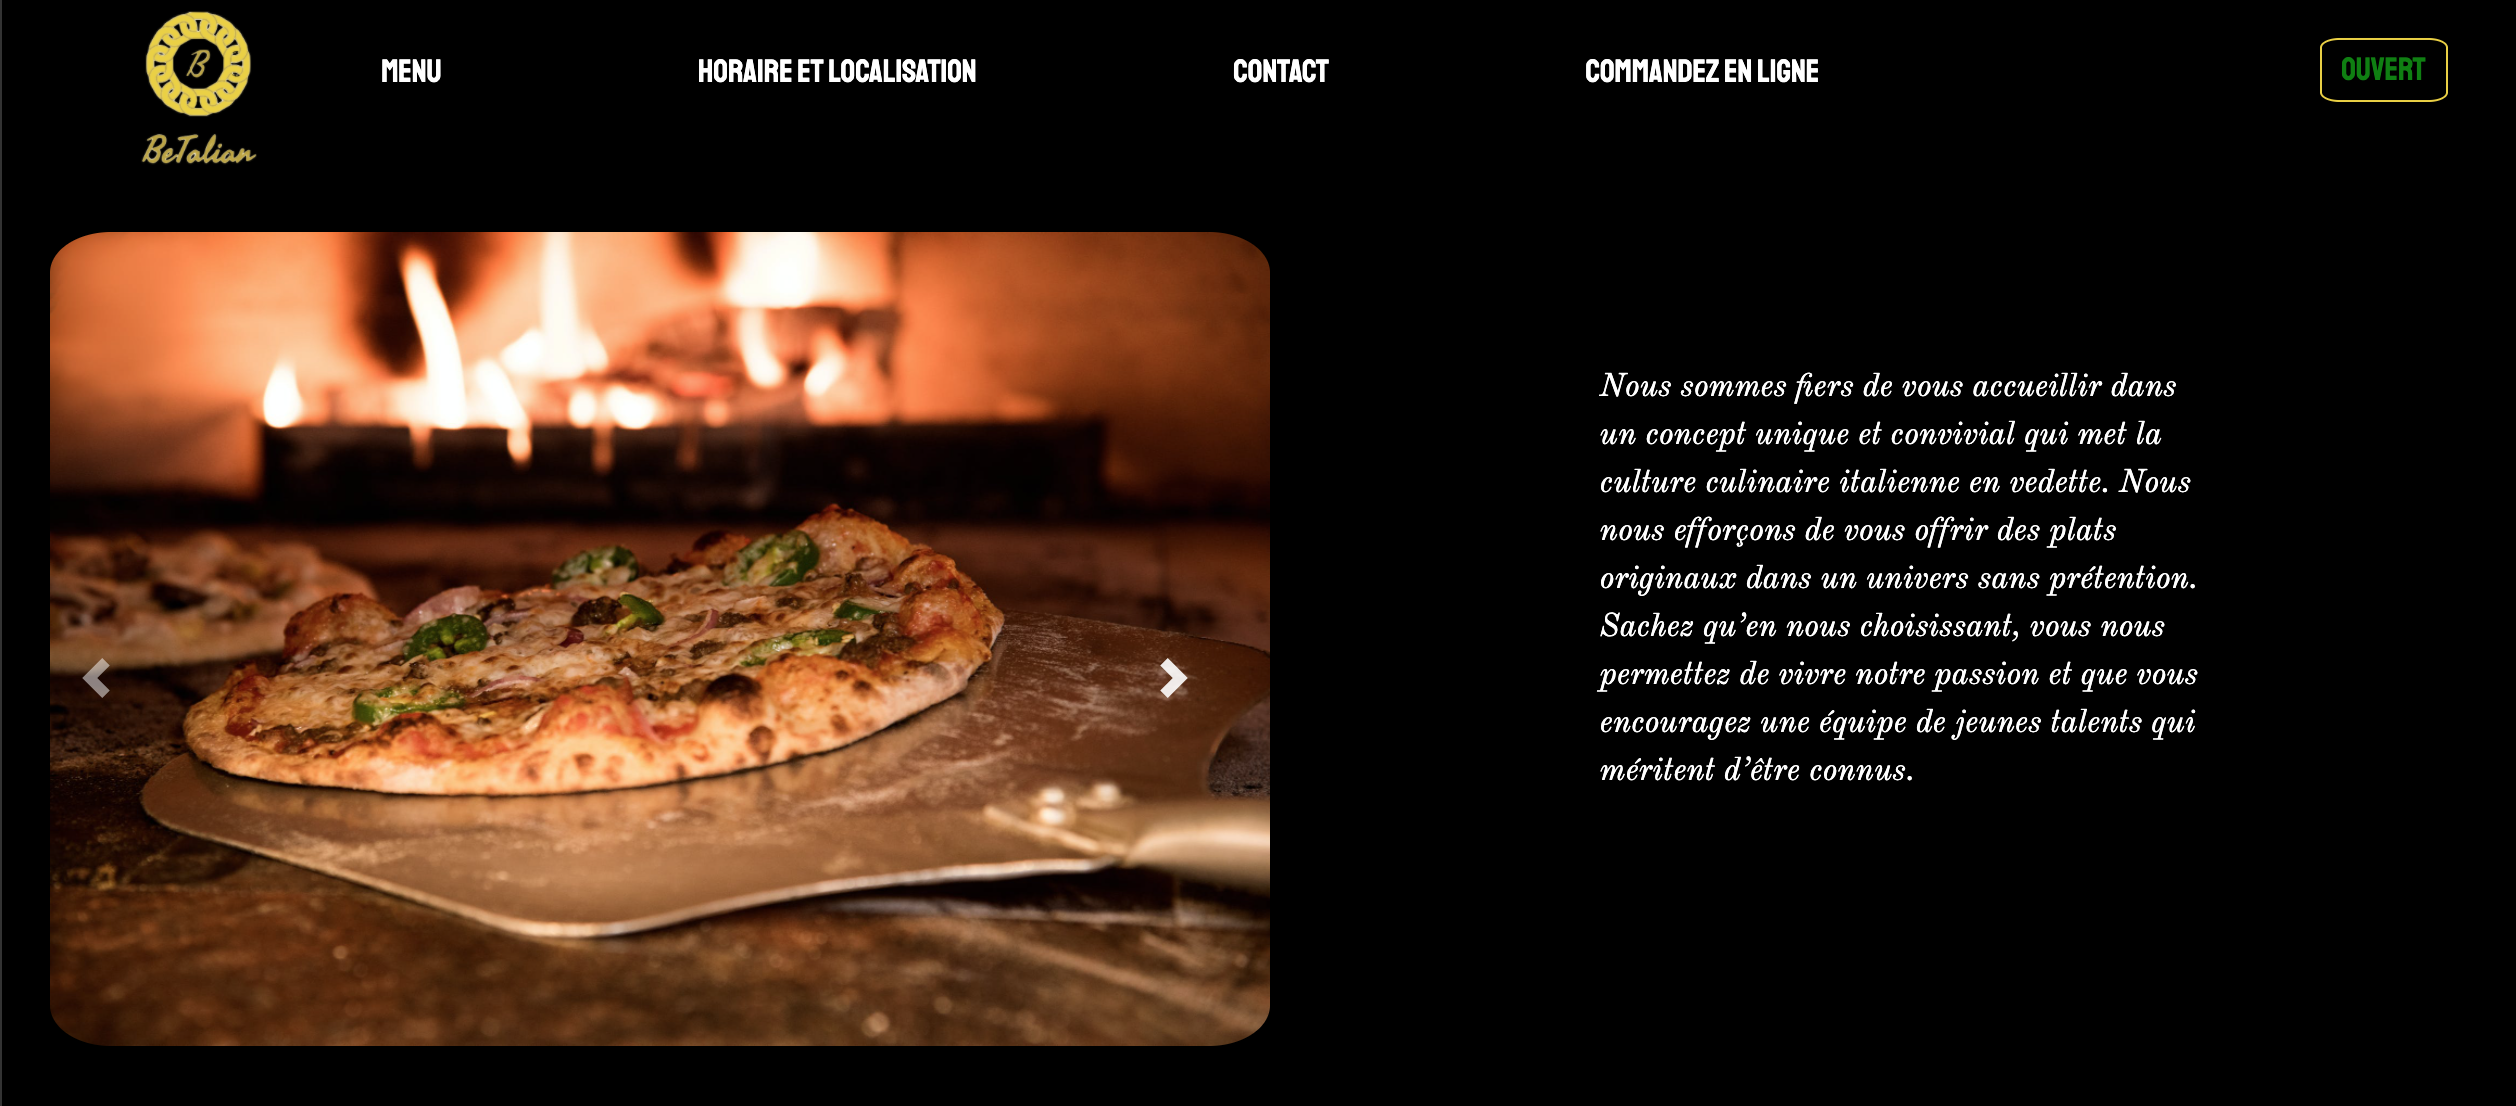 B
BeTalian
MENU
HORAIRE ET LOCALISATION
CONTACT
COMMANDEZ EN LIGNE
OUVERT
Nous sommes fiers de vous accueillir dans
un concept unique et convivial qui met la
culture culinaire italienne en vedette. Nous
nous efforçons de vous offrir des plats
originaux dans un univers sans prétention.
Sachez qu’en nous choisissant, vous nous
permettez de vivre notre passion et que vous
encouragez une équipe de jeunes talents qui
méritent d’être connus.